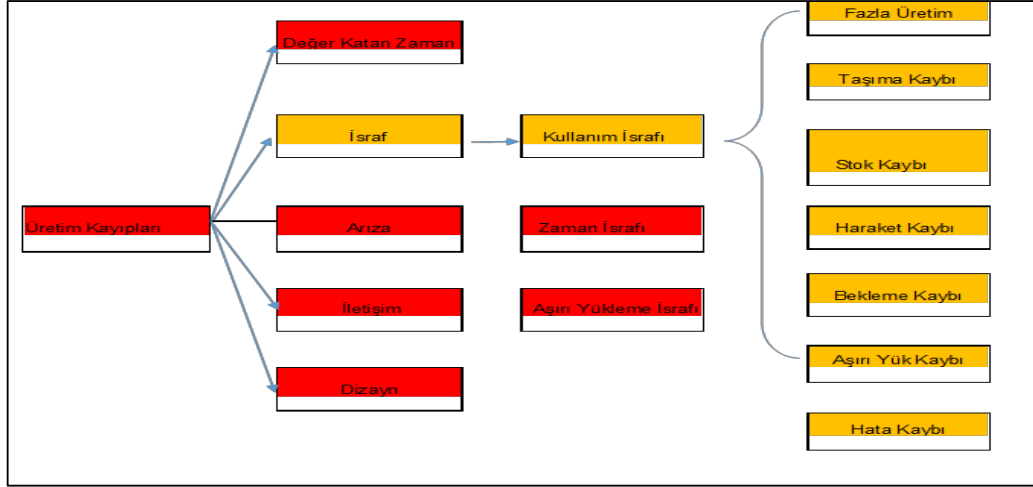 Üretim Kayıpları
Değer Katan Zaman
İsraf
Arıza
İletişim
Dizayn
Kullanım İsrafı
Zaman İsrafı
Aşırı Yükleme İsrafı
Fazla Üretim
Taşıma Kaybı
Stok Kaybı
Haraket Kaybı
Bekleme Kaybı
Aşırı Yük Kaybı
Hata Kaybı